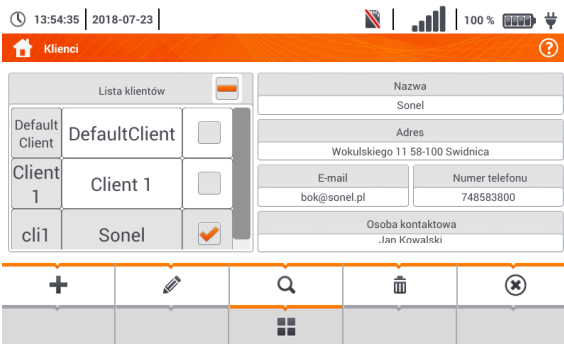 13:54:35 2018-07-23 100 %
Klienci ?
Lista klientów
Default
Client
DefaultClient
Client
1
Client 1
cli1
Sonel
Nazwa
Sonel
Adres
Wokulskiego 11 58-100 Swidnica
E-mail
bok@sonel.pl
Numer telefonu
748583800
Osoba kontaktowa
Jan Kowalski